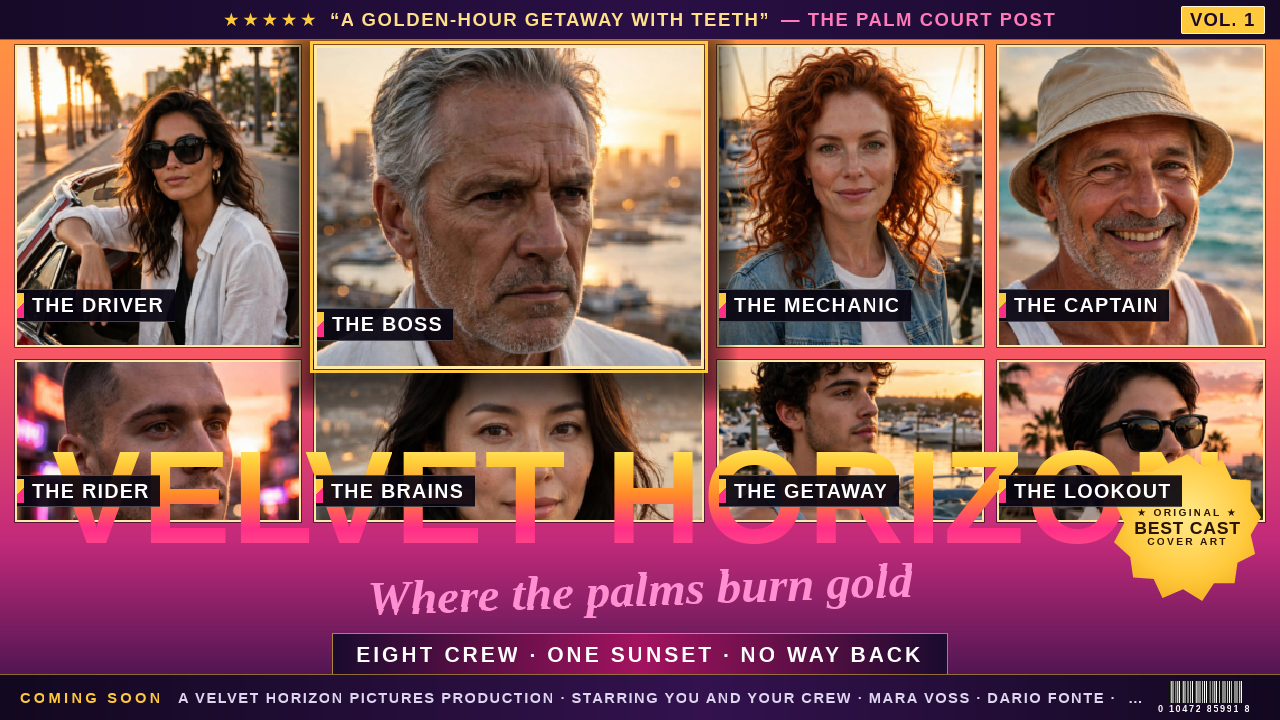 ★★★★★ “A GOLDEN-HOUR GETAWAY WITH TEETH” — THE PALM COURT POST
VOL. 1
THE DRIVER
THE BOSS
THE MECHANIC
THE CAPTAIN
THE RIDER
THE BRAINS
THE GETAWAY
THE LOOKOUT
VELVET HORIZON
★ ORIGINAL ★
BEST CAST
COVER ART
Where the palms burn gold
EIGHT CREW · ONE SUNSET · NO WAY BACK
COMING SOON
A VELVET HORIZON PICTURES PRODUCTION · STARRING YOU AND YOUR CREW · MARA VOSS · DARIO FONTE · …
0 10472 85991 8